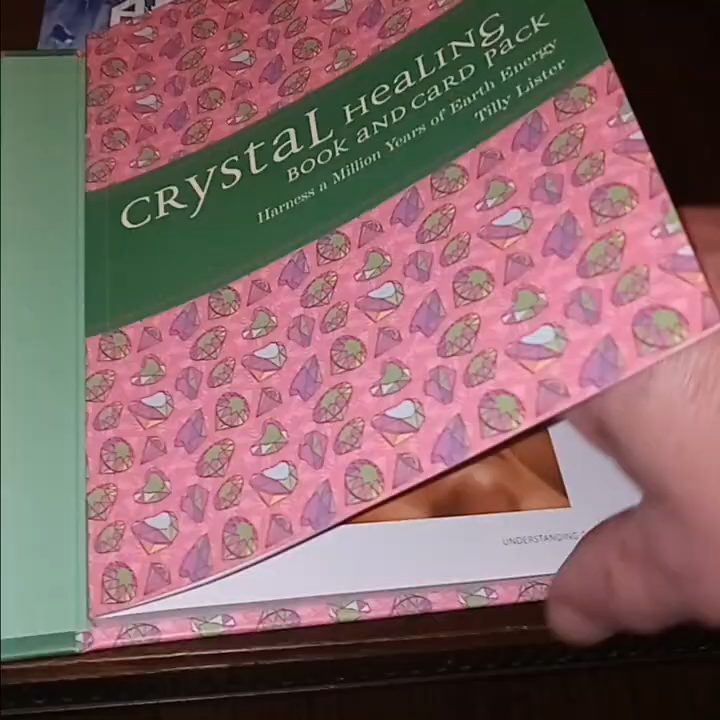 CRYSTAL HEALING
BOOK AND CARD PACK
Harness a Million Years of Earth Energy
Tilly Lister
UNDERSTANDING